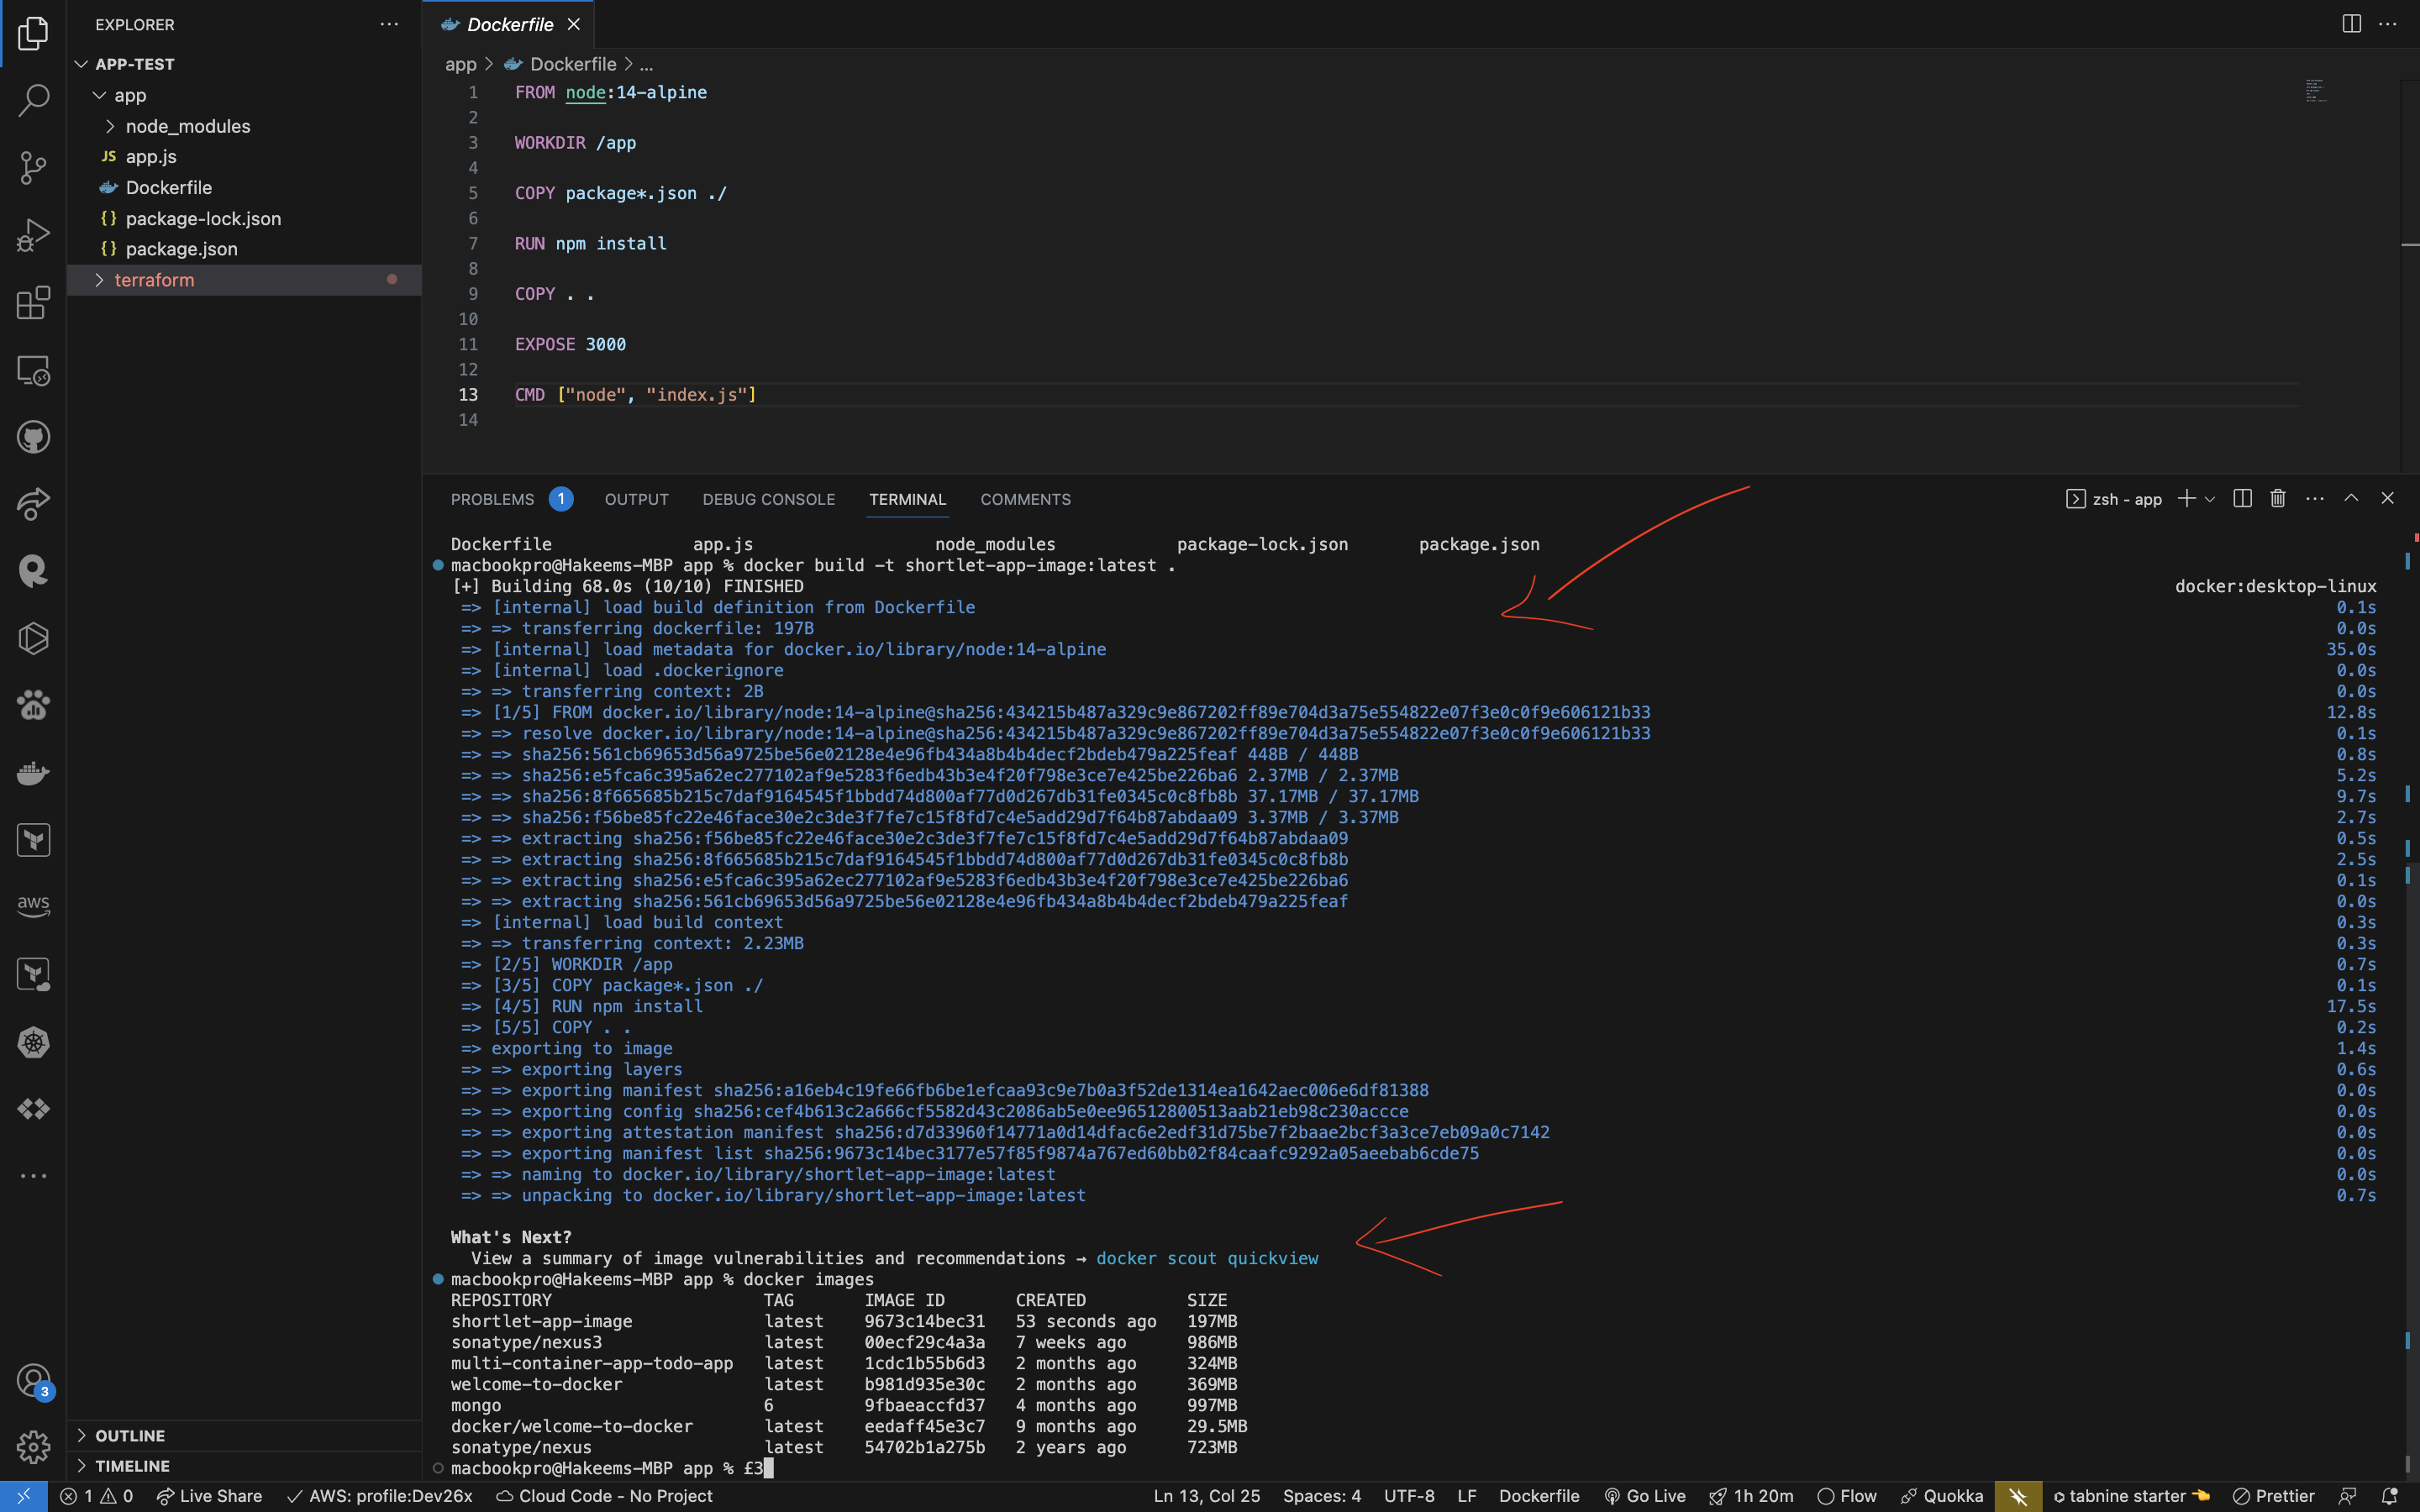 EXPLORER
APP-TEST
app
node_modules
JS app.js
Dockerfile
{} package-lock.json
{} package.json
terraform
aws
3
OUTLINE
TIMELINE
Dockerfile
app > Dockerfile > ...
1 FROM node:14-alpine
2
3 WORKDIR /app
4
5 COPY package*.json ./
6
7 RUN npm install
8
9 COPY . .
10
11 EXPOSE 3000
12
13 CMD ["node", "index.js"]
14
PROBLEMS 1 OUTPUT DEBUG CONSOLE TERMINAL COMMENTS zsh - app
Dockerfile app.js node_modules package-lock.json package.json
macbookpro@Hakeems-MBP app % docker build -t shortlet-app-image:latest .
[+] Building 68.0s (10/10) FINISHED docker:desktop-linux
=> [internal] load build definition from Dockerfile 0.1s
=> => transferring dockerfile: 197B 0.0s
=> [internal] load metadata for docker.io/library/node:14-alpine 35.0s
=> [internal] load .dockerignore 0.0s
=> => transferring context: 2B 0.0s
=> [1/5] FROM docker.io/library/node:14-alpine@sha256:434215b487a329c9e867202ff89e704d3a75e554822e07f3e0c0f9e606121b33 12.8s
=> => resolve docker.io/library/node:14-alpine@sha256:434215b487a329c9e867202ff89e704d3a75e554822e07f3e0c0f9e606121b33 0.1s
=> => sha256:561cb69653d56a9725be56e02128e4e96fb434a8b4b4decf2bdeb479a225feaf 448B / 448B 0.8s
=> => sha256:e5fca6c395a62ec277102af9e5283f6edb43b3e4f20f798e3ce7e425be226ba6 2.37MB / 2.37MB 5.2s
=> => sha256:8f665685b215c7daf9164545f1bbdd74d800af77d0d267db31fe0345c0c8fb8b 37.17MB / 37.17MB 9.7s
=> => sha256:f56be85fc22e46face30e2c3de3f7fe7c15f8fd7c4e5add29d7f64b87abdaa09 3.37MB / 3.37MB 2.7s
=> => extracting sha256:f56be85fc22e46face30e2c3de3f7fe7c15f8fd7c4e5add29d7f64b87abdaa09 0.5s
=> => extracting sha256:8f665685b215c7daf9164545f1bbdd74d800af77d0d267db31fe0345c0c8fb8b 2.5s
=> => extracting sha256:e5fca6c395a62ec277102af9e5283f6edb43b3e4f20f798e3ce7e425be226ba6 0.1s
=> => extracting sha256:561cb69653d56a9725be56e02128e4e96fb434a8b4b4decf2bdeb479a225feaf 0.0s
=> [internal] load build context 0.3s
=> => transferring context: 2.23MB 0.3s
=> [2/5] WORKDIR /app 0.7s
=> [3/5] COPY package*.json ./ 0.1s
=> [4/5] RUN npm install 17.5s
=> [5/5] COPY . . 0.2s
=> exporting to image 1.4s
=> => exporting layers 0.6s
=> => exporting manifest sha256:a16eb4c19fe66fb6be1efcaa93c9e7b0a3f52de1314ea1642aec006e6df81388 0.0s
=> => exporting config sha256:cef4b613c2a666cf5582d43c2086ab5e0ee96512800513aab21eb98c230accce 0.0s
=> => exporting attestation manifest sha256:d7d33960f14771a0d14dfac6e2edf31d75be7f2baae2bcf3a3ce7eb09a0c7142 0.0s
=> => exporting manifest list sha256:9673c14bec3177e57f85f9874a767ed60bb02f84caafc9292a05aeebab6cde75 0.0s
=> => naming to docker.io/library/shortlet-app-image:latest 0.0s
=> => unpacking to docker.io/library/shortlet-app-image:latest 0.7s
What's Next?
View a summary of image vulnerabilities and recommendations → docker scout quickview
macbookpro@Hakeems-MBP app % docker images
REPOSITORY TAG IMAGE ID CREATED SIZE
shortlet-app-image latest 9673c14bec31 53 seconds ago 197MB
sonatype/nexus3 latest 00ecf29c4a3a 7 weeks ago 986MB
multi-container-app-todo-app latest 1cdc1b55b6d3 2 months ago 324MB
welcome-to-docker latest b981d935e30c 2 months ago 369MB
mongo 6 9fbaeaccfd37 4 months ago 997MB
docker/welcome-to-docker latest eedaff45e3c7 9 months ago 29.5MB
sonatype/nexus latest 54702b1a275b 2 years ago 723MB
macbookpro@Hakeems-MBP app % £3
1 0 Live Share AWS: profile:Dev26x Cloud Code - No Project Ln 13, Col 25 Spaces: 4 UTF-8 LF Dockerfile Go Live 1h 20m Flow Quokka tabnine starter Prettier